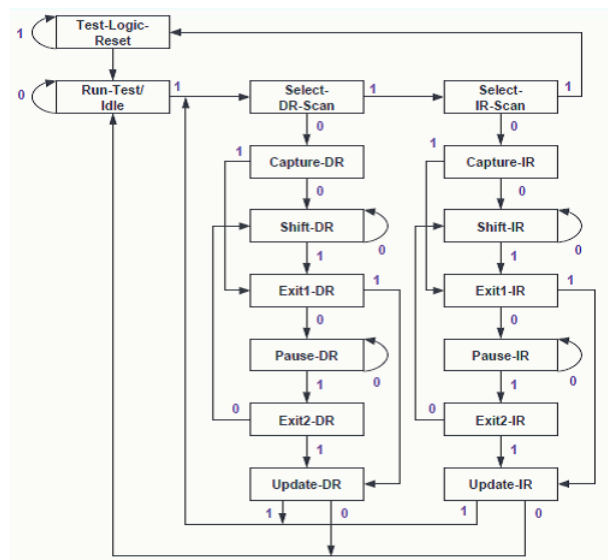 Test-Logic-
Reset
1
Run-Test/
Idle
0
1
Select-
DR-Scan
1
Select-
IR-Scan
1
0
0
1
Capture-DR
1
Capture-IR
0
0
Shift-DR
0
Shift-IR
0
1
1
Exit1-DR
1
Exit1-IR
1
0
0
Pause-DR
0
Pause-IR
0
1
1
0
Exit2-DR
0
Exit2-IR
1
1
Update-DR
Update-IR
1
0
1
0